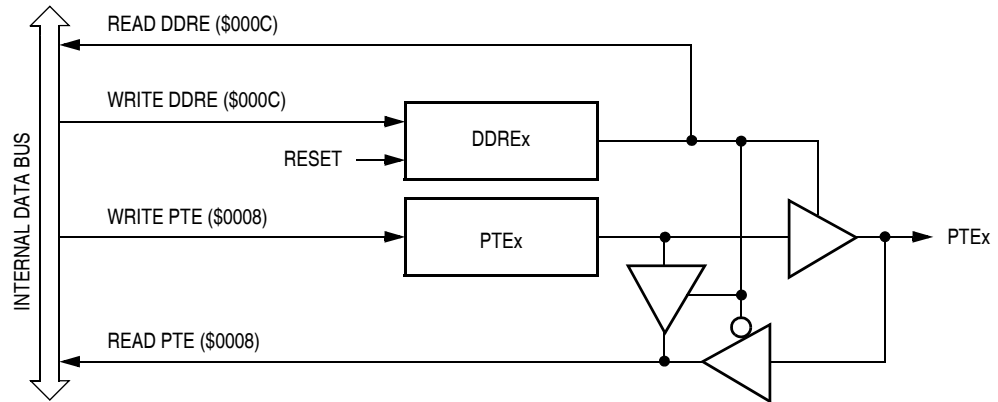 READ DDRE ($000C)
WRITE DDRE ($000C)
DDREx
RESET
WRITE PTE ($0008)
PTEx
PTEx
READ PTE ($0008)
INTERNAL DATA BUS